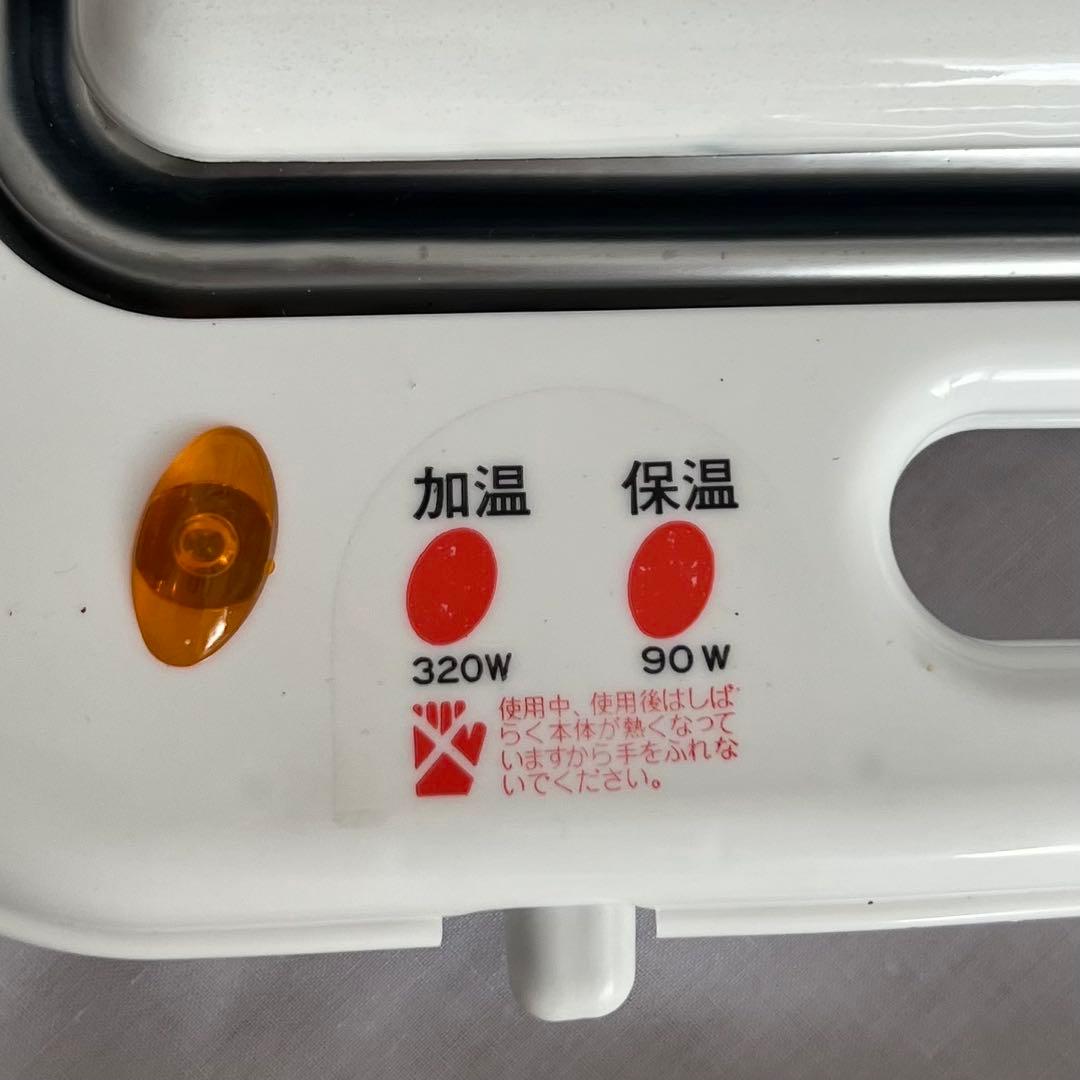 加温 保温
320W 90W
使用中、使用後はしば
らく本体が熱くなって
いますから手をふれな
いでください。